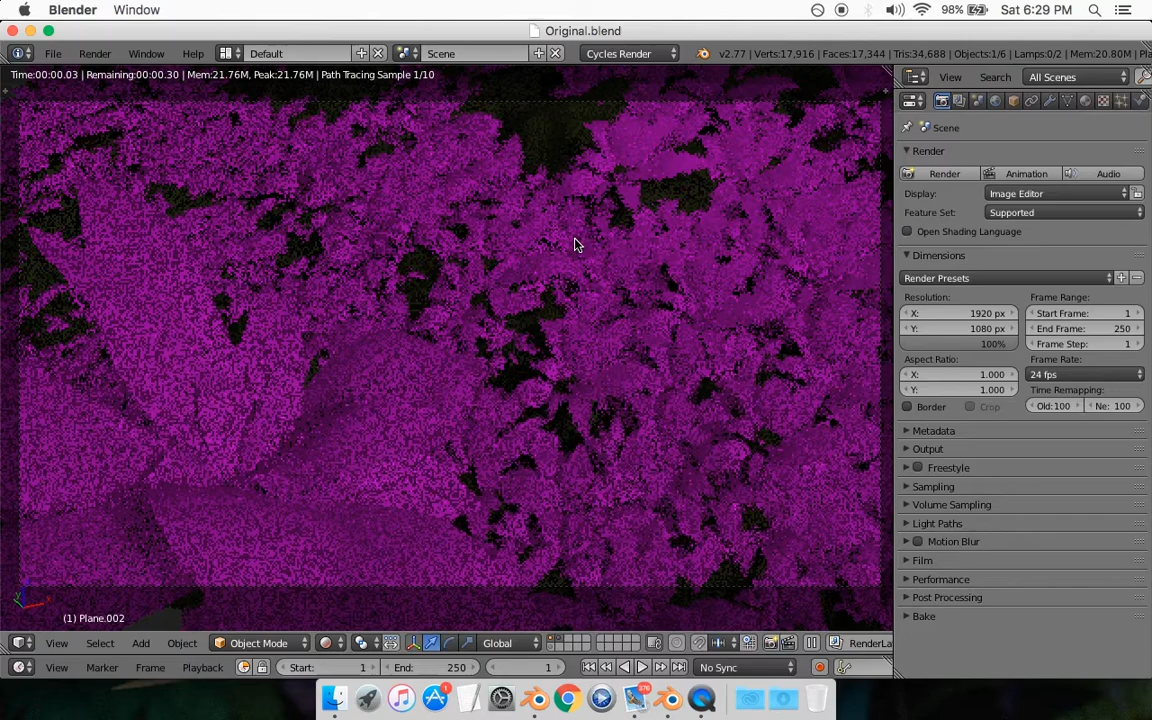 Blender Window 98% Sat 6:29 PM
Original.blend
File Render Window Help Default Scene Cycles Render v2.77 | Verts:17,916 | Faces:17,344 | Tris:34,688 | Objects:1/6 | Lamps:0/2 | Mem:20.80M | Pla
Time:00:00.03 | Remaining:00:00.30 | Mem:21.76M, Peak:21.76M | Path Tracing Sample 1/10
View Search All Scenes
Scene
Render
Render Animation Audio
Display: Image Editor
Feature Set: Supported
Open Shading Language
Dimensions
Render Presets
Resolution: Frame Range:
X: 1920 px Start Frame: 1
Y: 1080 px End Frame: 250
100% Frame Step: 1
Aspect Ratio: Frame Rate:
X: 1.000 24 fps
Y: 1.000 Time Remapping:
Border Crop Old:100 Ne: 100
Metadata
Output
Freestyle
Sampling
Volume Sampling
Light Paths
Motion Blur
Film
Performance
Post Processing
Bake
(1) Plane.002
View Select Add Object Object Mode Global RenderLa
View Marker Frame Playback Start: 1 End: 250 1 No Sync